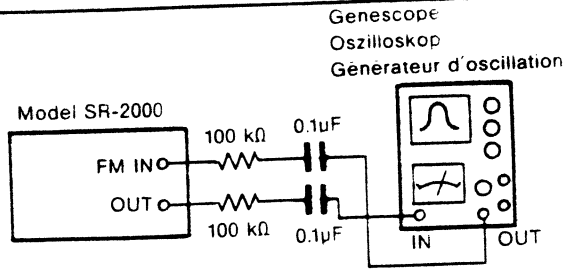 Genescope
Oszilloskop
Générateur d'oscillation
Model SR-2000
100 kΩ
0.1µF
FM IN
OUT
100 kΩ
0.1µF
IN
OUT